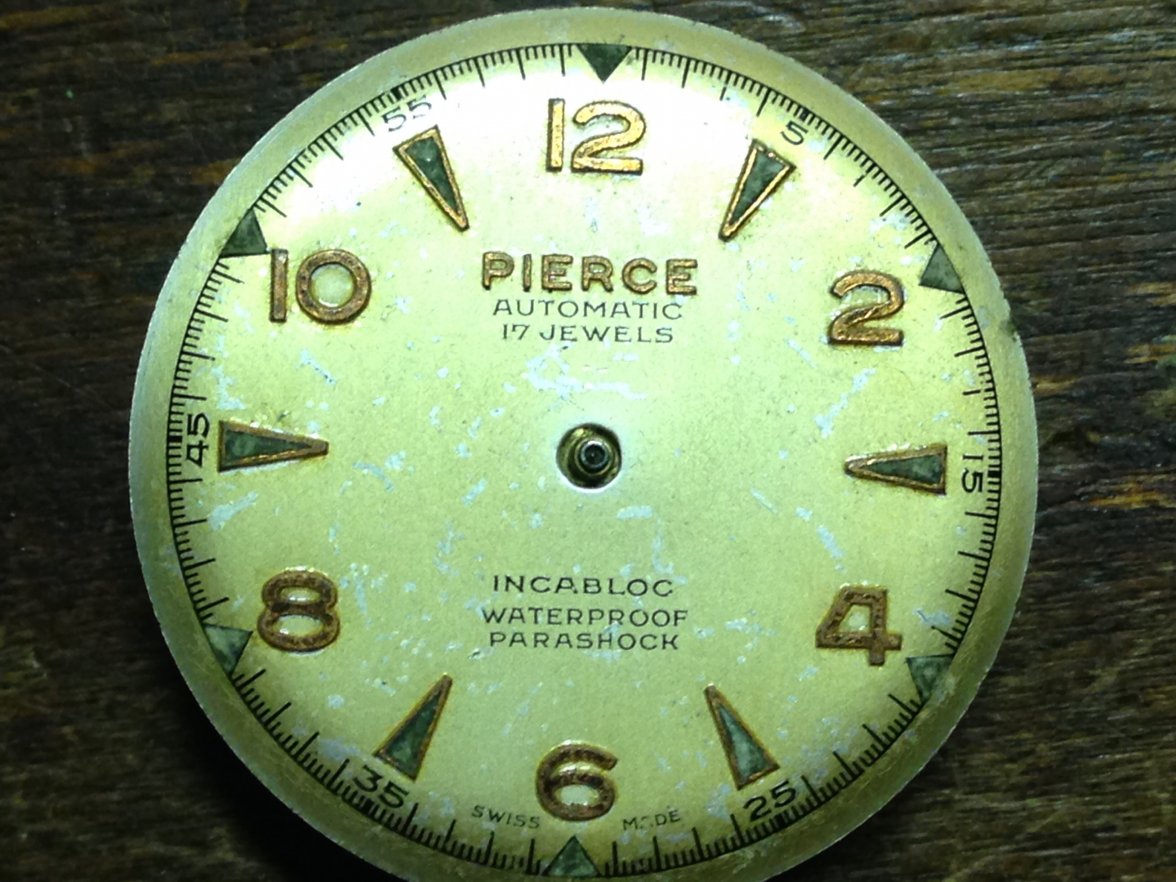 55
12
5
10
PIERCE
2
AUTOMATIC
17 JEWELS
45
15
INCABLOC
8
WATERPROOF
4
PARASHOCK
35
6
25
SWISS MADE